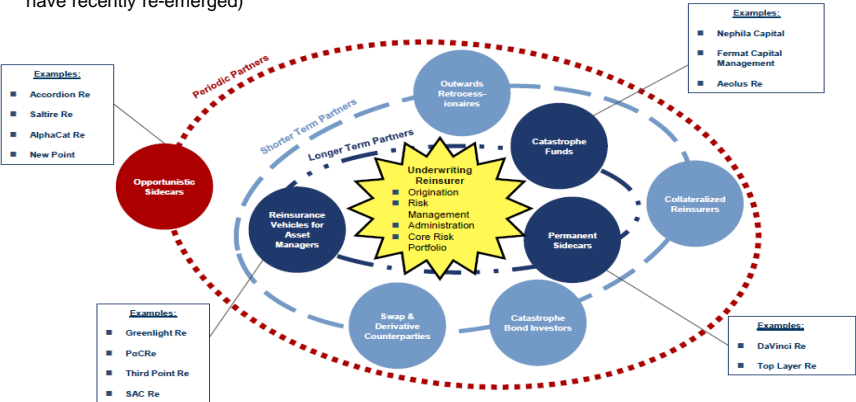 have recently re-emerged)
Examples:
Nephila Capital
Fermat Capital
Management
Aeolus Re
Examples:
Accordion Re
Saltire Re
AlphaCat Re
New Point
Periodic Partners
Shorter Term Partners
Longer Term Partners
Outwards
Retrocess-
ionaires
Catastrophe
Funds
Underwriting
Reinsurer
Origination
Risk
Management
Administration
Core Risk
Portfolio
Opportunistic
Sidecars
Reinsurance
Vehicles for
Asset
Managers
Collateralized
Reinsurers
Permanent
Sidecars
Swap &
Derivative
Counterparties
Catastrophe
Bond Investors
Examples:
Greenlight Re
PαCRe
Third Point Re
SAC Re
Examples:
DaVinci Re
Top Layer Re